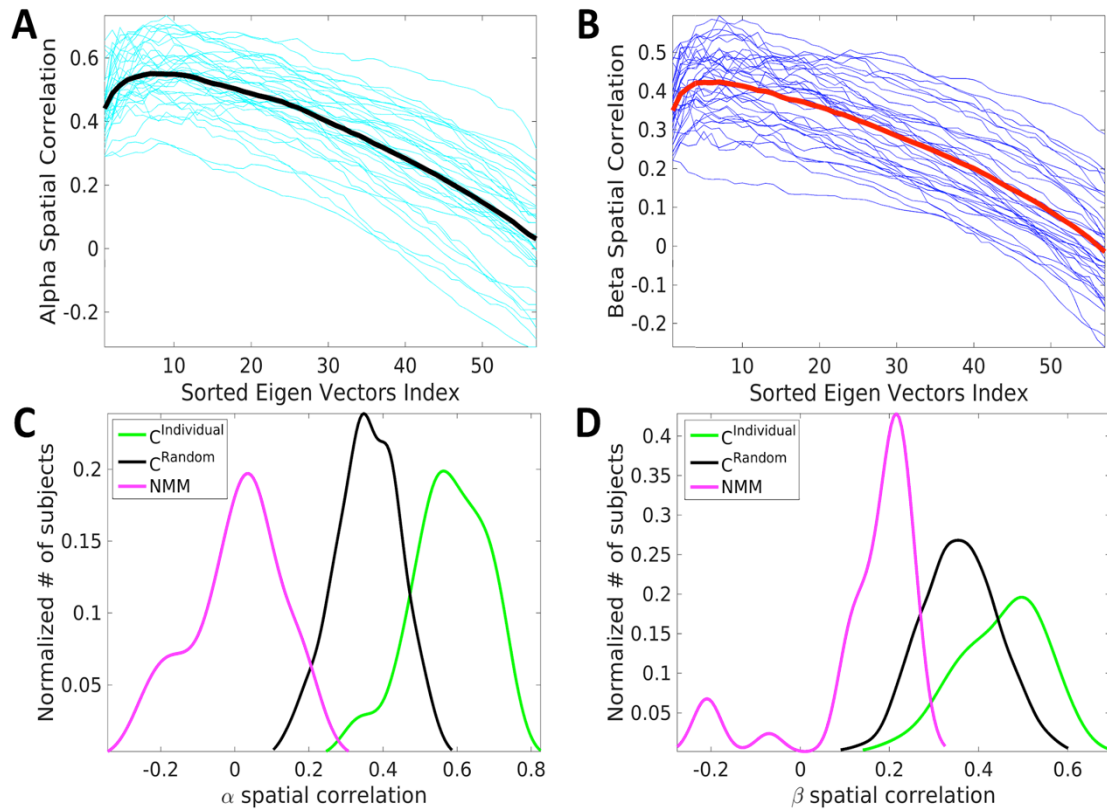 A
Alpha Spatial Correlation
0.6
0.4
0.2
0
-0.2
10 20 30 40 50
Sorted Eigen Vectors Index
B
Beta Spatial Correlation
0.5
0.4
0.3
0.2
0.1
0
-0.1
-0.2
10 20 30 40 50
Sorted Eigen Vectors Index
C
Normalized # of subjects
0.2
0.15
0.1
0.05
C^Individual
C^Random
NMM
-0.2 0 0.2 0.4 0.6 0.8
α spatial correlation
D
Normalized # of subjects
0.4
0.35
0.3
0.25
0.2
0.15
0.1
0.05
C^Individual
C^Random
NMM
-0.2 0 0.2 0.4 0.6
β spatial correlation